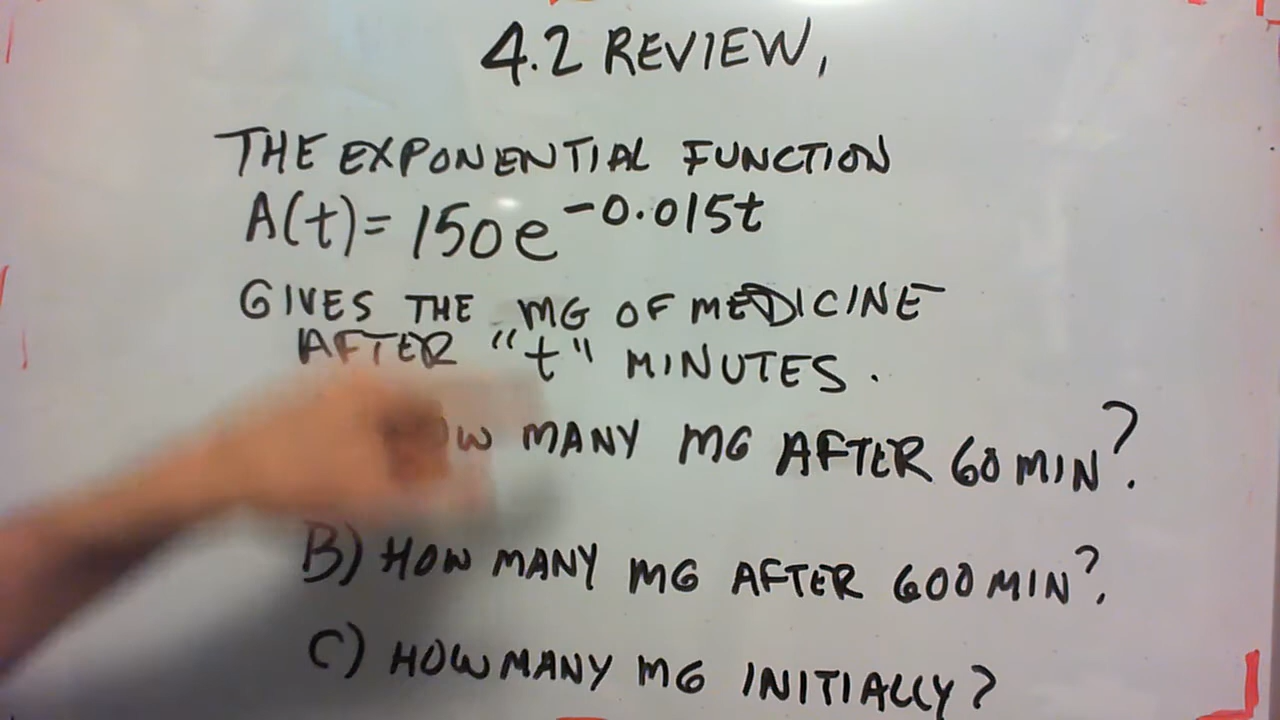 4.2 REVIEW,
THE EXPONENTIAL FUNCTION
A(t)= 150e^-0.015t
GIVES THE MG OF MEDICINE
AFTER "t" MINUTES.
MANY MG AFTER 60 MIN?
B) HOW MANY MG AFTER 600 MIN?
C) HOW MANY MG INITIALLY?